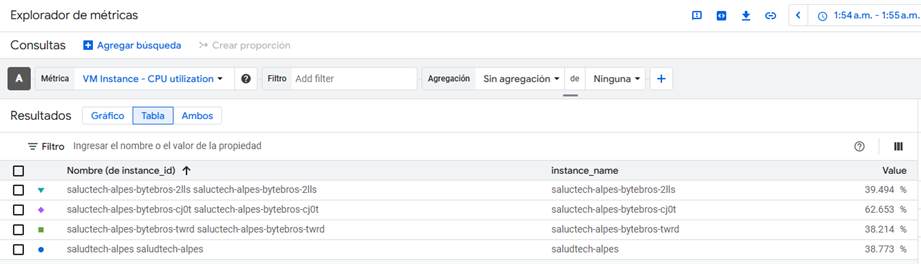 Explorador de métricas
1:54 a.m. - 1:55 a.m.
Consultas Agregar búsqueda Crear proporción
A Métrica VM Instance - CPU utilization Filtro Add filter Agregación Sin agregación de Ninguna
Resultados Gráfico Tabla Ambos
Filtro Ingresar el nombre o el valor de la propiedad
Nombre (de instance_id) instance_name Value
saluctech-alpes-bytebros-2lls saluctech-alpes-bytebros-2lls saluctech-alpes-bytebros-2lls 39.494 %
saluctech-alpes-bytebros-cj0t saluctech-alpes-bytebros-cj0t saluctech-alpes-bytebros-cj0t 62.653 %
saluctech-alpes-bytebros-twrd saluctech-alpes-bytebros-twrd saluctech-alpes-bytebros-twrd 38.214 %
saludtech-alpes saludtech-alpes saludtech-alpes 38.773 %